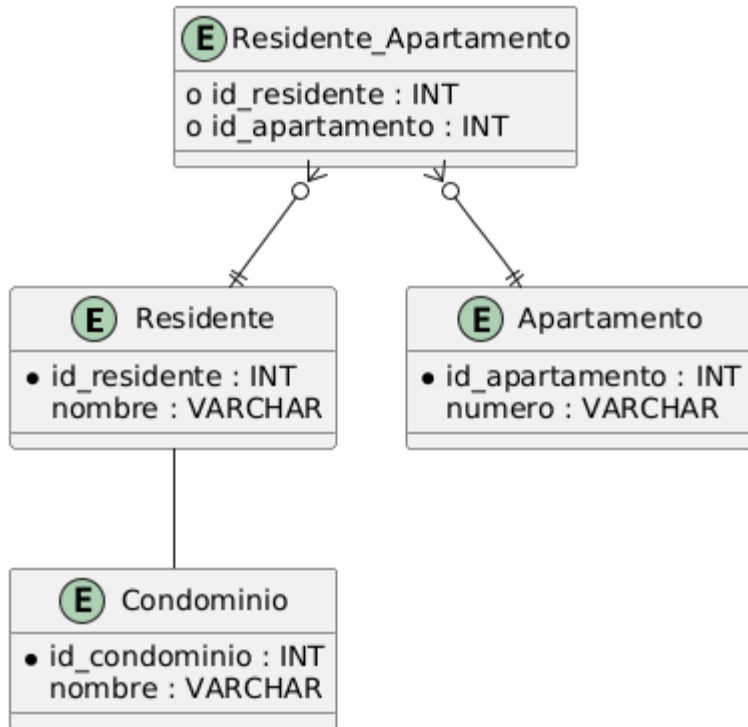 E Residente_Apartamento
o id_residente : INT
o id_apartamento : INT
E Residente
id_residente : INT
nombre : VARCHAR
E Apartamento
id_apartamento : INT
numero : VARCHAR
E Condominio
id_condominio : INT
nombre : VARCHAR